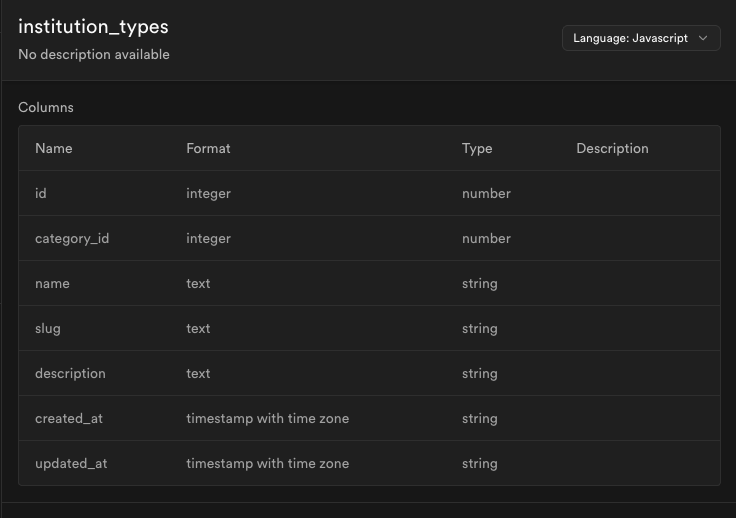 institution_types
No description available
Language: Javascript
Columns
Name Format Type Description
id integer number
category_id integer number
name text string
slug text string
description text string
created_at timestamp with time zone string
updated_at timestamp with time zone string